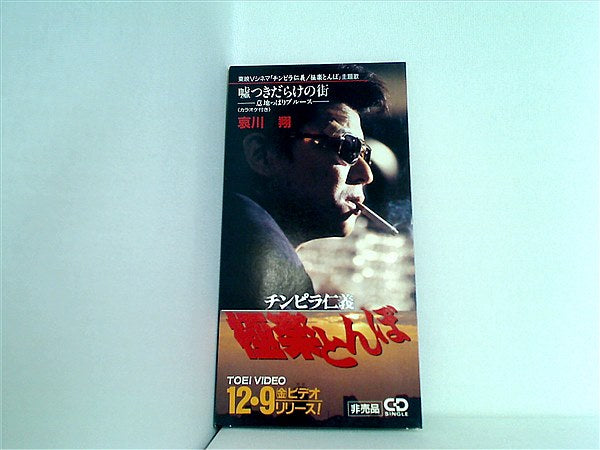 東映Vシネマ「チンピラ仁義/極楽とんぼ」主題歌
嘘つきだらけの街
──意地っぱりブルース──
(カラオケ付き)
哀川 翔
チンピラ仁義
極楽とんぼ
TOEI VIDEO
12・9金ビデオ
リリース!
非売品
CD
SINGLE